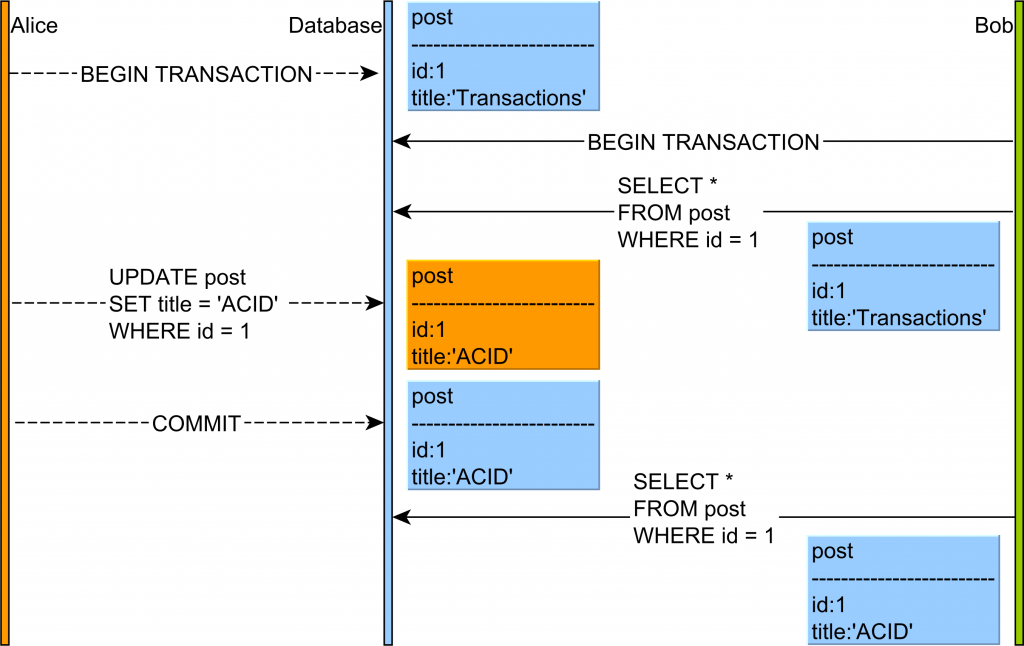 Alice
Database
Bob
post
-------------------------
id:1
title:'Transactions'
BEGIN TRANSACTION
BEGIN TRANSACTION
SELECT *
FROM post
WHERE id = 1
post
-------------------------
id:1
title:'Transactions'
UPDATE post
SET title = 'ACID'
WHERE id = 1
post
-------------------------
id:1
title:'ACID'
COMMIT
post
-------------------------
id:1
title:'ACID'
SELECT *
FROM post
WHERE id = 1
post
-------------------------
id:1
title:'ACID'